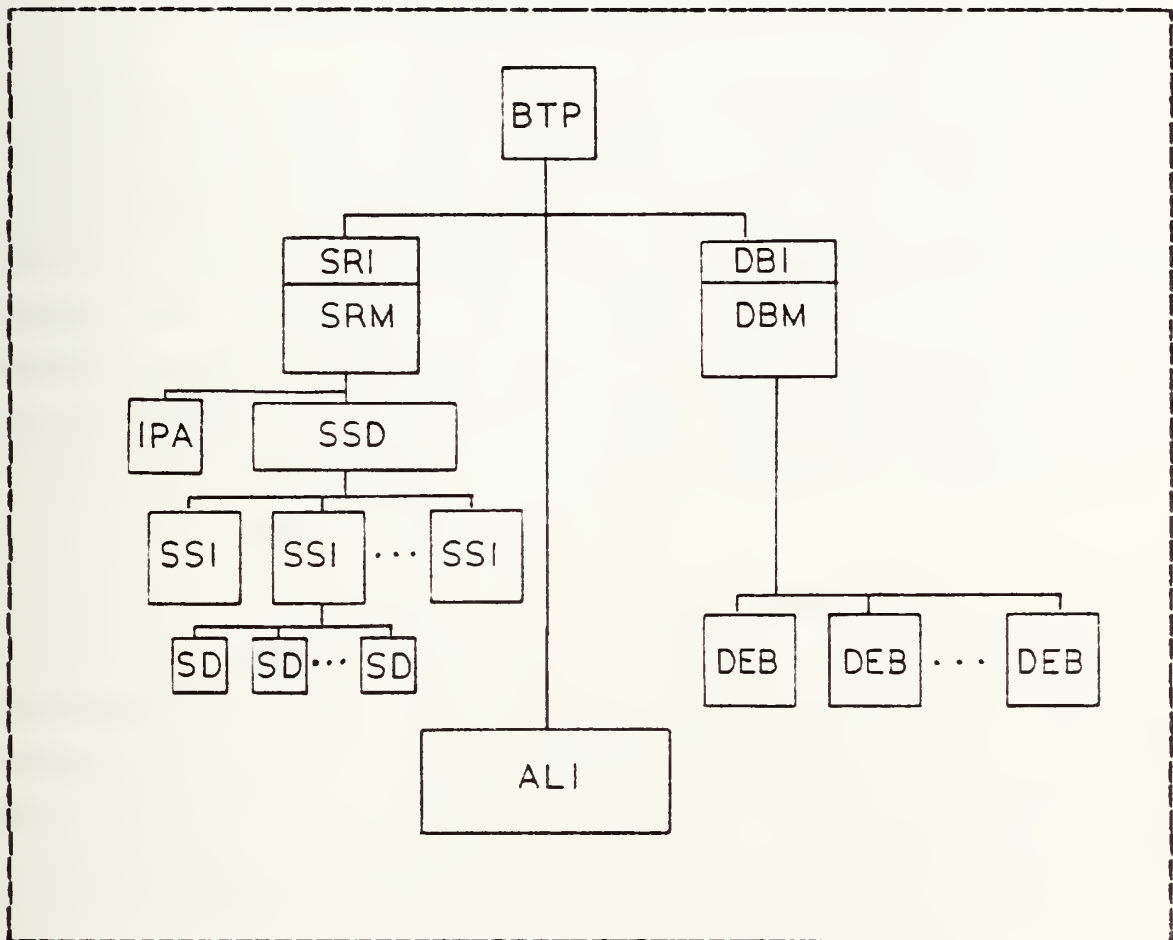 BTP
SRI
DBI
SRM
DBM
IPA
SSD
SSI
SSI ... SSI
SD
SD... SD
DEB
DEB ... DEB
ALI